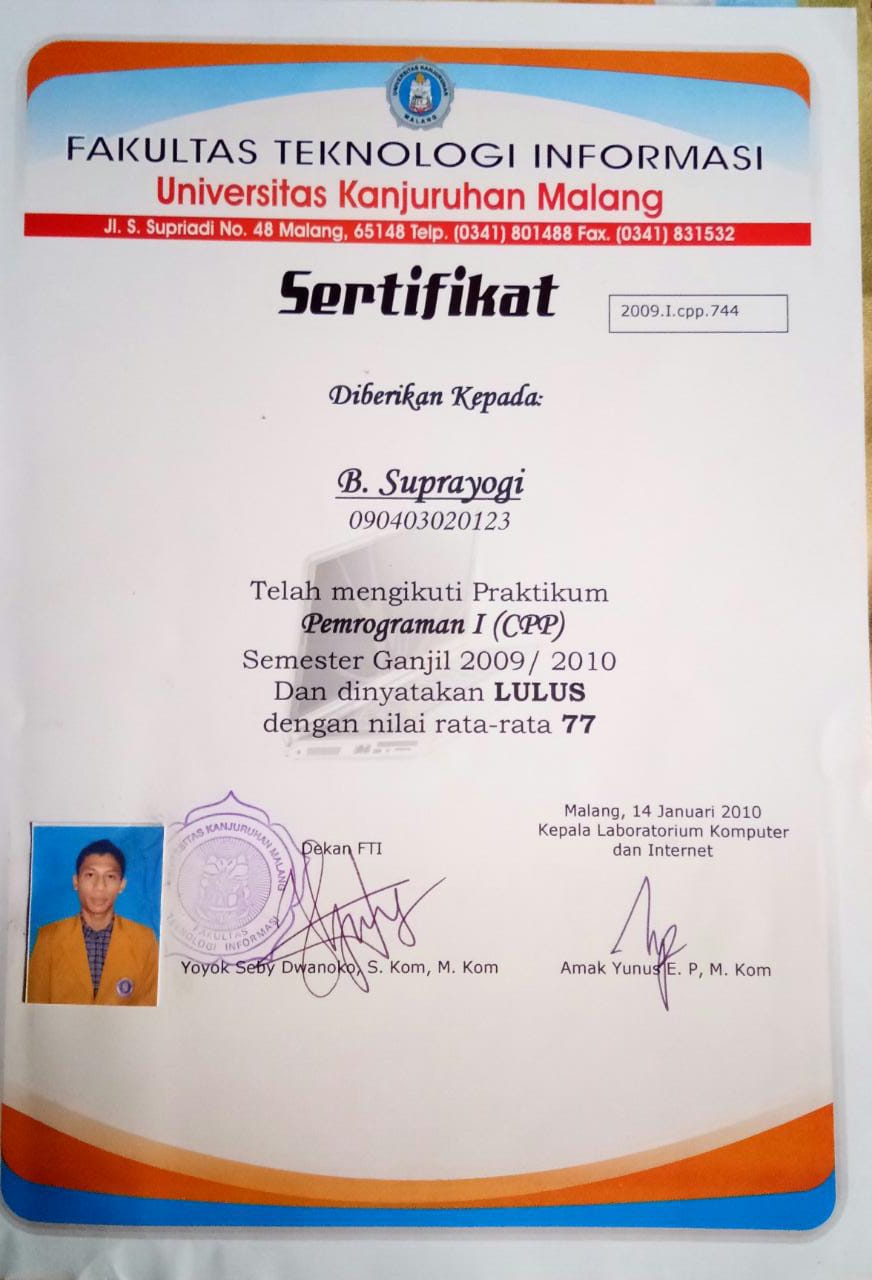 UNIVERSITAS KANJURUHAN
MALANG
FAKULTAS TEKNOLOGI INFORMASI
Universitas Kanjuruhan Malang
Jl. S. Supriadi No. 48 Malang, 65148 Telp. (0341) 801488 Fax. (0341) 831532
Sertifikat
2009.I.cpp.744
Diberikan Kepada:
B. Suprayogi
090403020123
Telah mengikuti Praktikum
Pemrograman I (CPP)
Semester Ganjil 2009/ 2010
Dan dinyatakan LULUS
dengan nilai rata-rata 77
Malang, 14 Januari 2010
Kepala Laboratorium Komputer
dan Internet
Dekan FTI
UNIVERSITAS KANJURUHAN MALANG
FAKULTAS
TEKNOLOGI INFORMASI
Yoyok Seby Dwanoko, S. Kom, M. Kom
Amak Yunus E. P, M. Kom